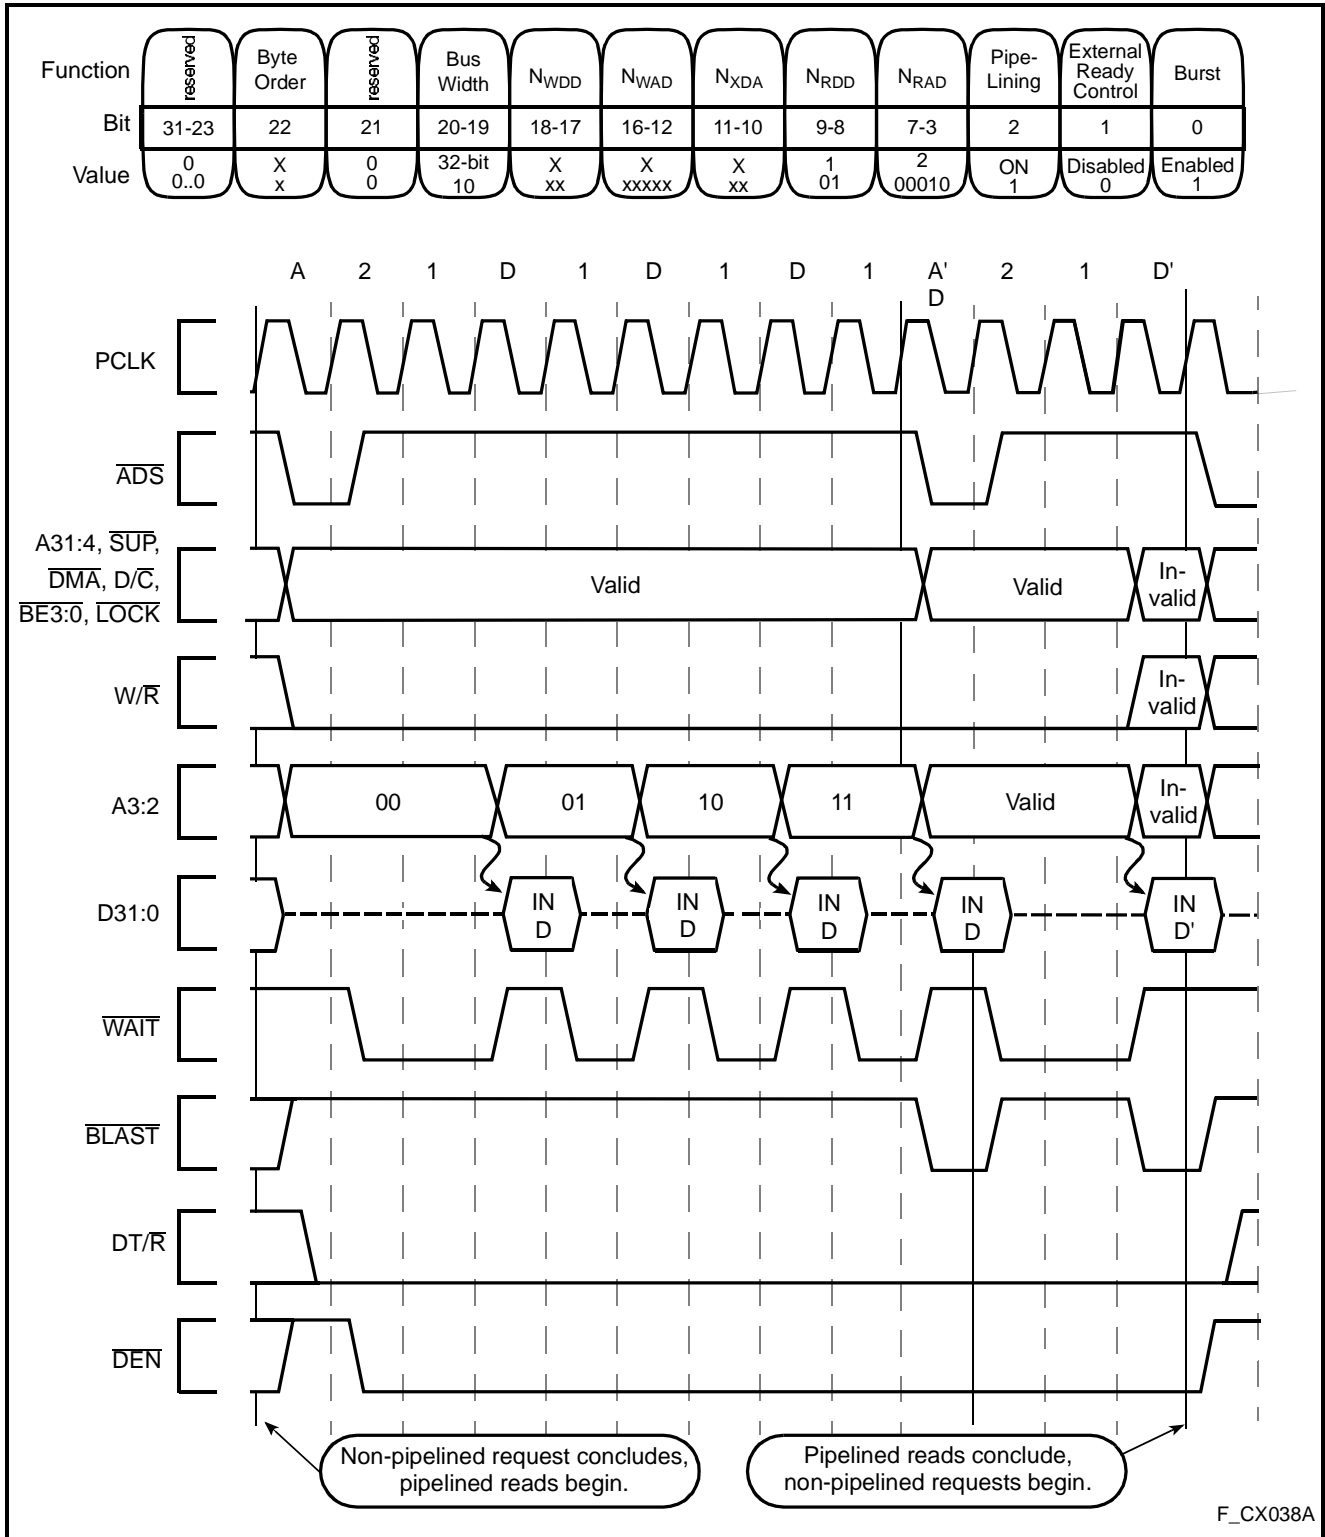 Function reserved Byte Order reserved Bus Width NWDD NWAD NXDA NRDD NRAD Pipe-Lining External Ready Control Burst
Bit 31-23 22 21 20-19 18-17 16-12 11-10 9-8 7-3 2 1 0
Value 0 0..0 X x 0 0 32-bit 10 X xx X xxxxx X xx 1 01 2 00010 ON 1 Disabled 0 Enabled 1
A 2 1 D 1 D 1 D 1 A' D 2 1 D'
PCLK
ADS
A31:4, SUP,
DMA, D/C,
BE3:0, LOCK
Valid Valid In-valid
W/R In-valid
A3:2 00 01 10 11 Valid In-valid
D31:0 IN D IN D IN D IN D IN D'
WAIT
BLAST
DT/R
DEN
Non-pipelined request concludes,
pipelined reads begin.
Pipelined reads conclude,
non-pipelined requests begin.
F_CX038A